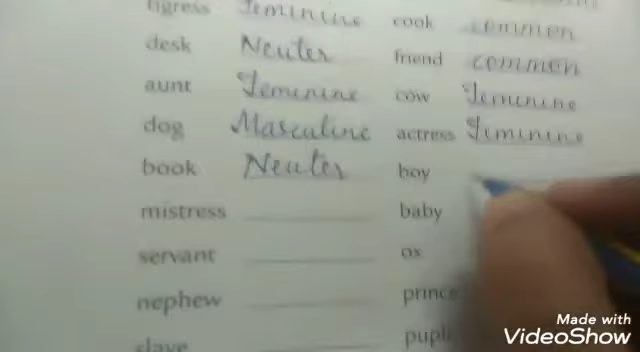 tigress Feminine cook common
desk Neuter friend common
aunt Feminine cow Feminine
dog Masculine actress Feminine
book Neuter boy
mistress baby
servant ox
nephew prince
slave
Made with
VideoShow